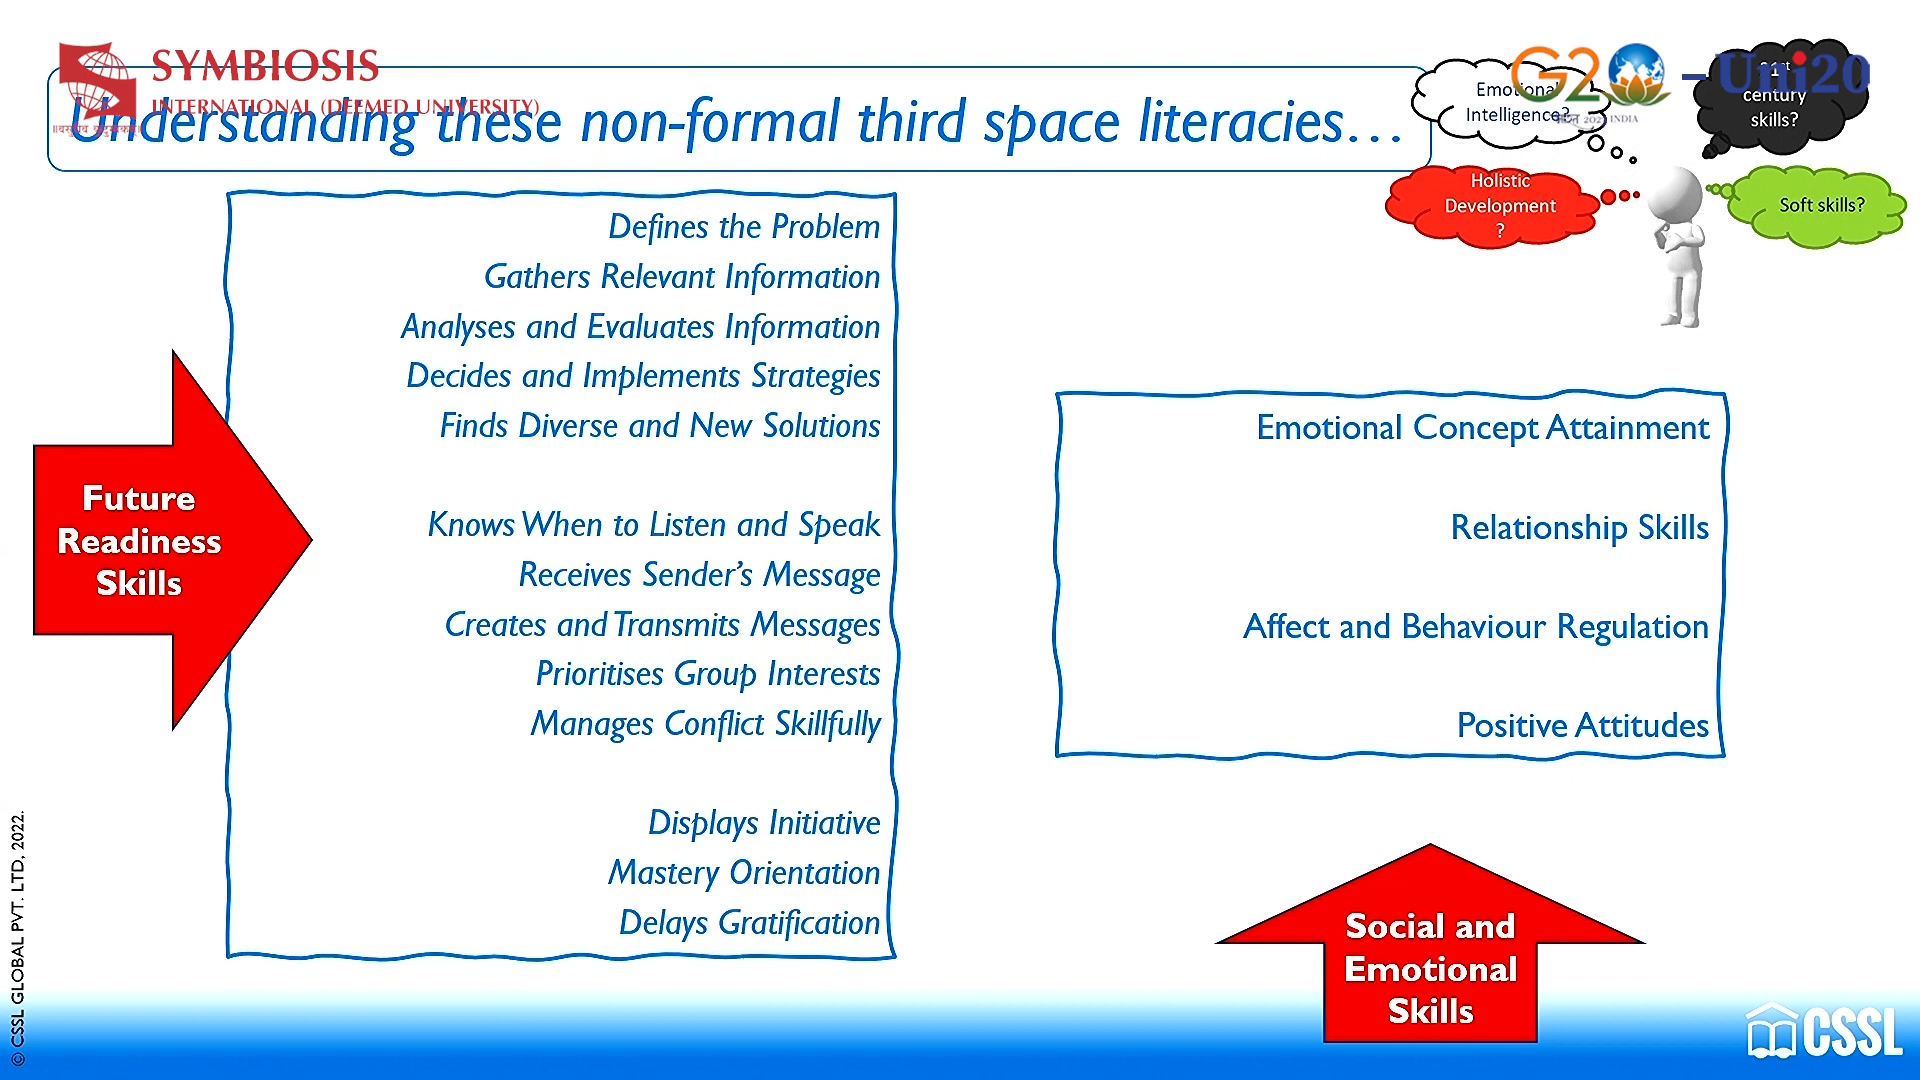 SYMBIOSIS
INTERNATIONAL (DEEMED UNIVERSITY)
Understanding these non-formal third space literacies...
G20 – Uni20
INDIA
Emotional
Intelligence?
21st
century
skills?
Holistic
Development
?
Soft skills?
Defines the Problem
Gathers Relevant Information
Analyses and Evaluates Information
Decides and Implements Strategies
Finds Diverse and New Solutions
Knows When to Listen and Speak
Receives Sender’s Message
Creates and Transmits Messages
Prioritises Group Interests
Manages Conflict Skillfully
Displays Initiative
Mastery Orientation
Delays Gratification
Future
Readiness
Skills
Emotional Concept Attainment
Relationship Skills
Affect and Behaviour Regulation
Positive Attitudes
Social and
Emotional
Skills
© CSSL GLOBAL PVT. LTD, 2022.
CSSL